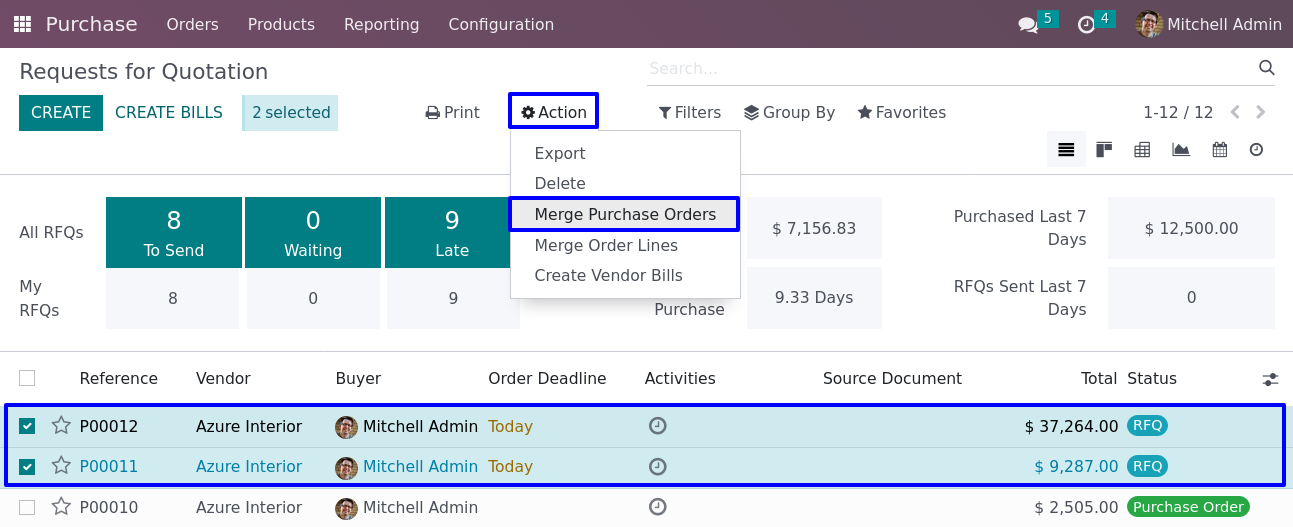 Purchase Orders Products Reporting Configuration 5 4 Mitchell Admin
Requests for Quotation
Search...
CREATE CREATE BILLS 2 selected Print Action Filters Group By Favorites 1-12 / 12
Export
Delete
Merge Purchase Orders
Merge Order Lines
Create Vendor Bills
All RFQs
8
To Send
0
Waiting
9
Late
$ 7,156.83
Purchased Last 7
Days
$ 12,500.00
My
RFQs
8
0
9
Purchase
9.33 Days
RFQs Sent Last 7
Days
0
Reference Vendor Buyer Order Deadline Activities Source Document Total Status
P00012 Azure Interior Mitchell Admin Today $ 37,264.00 RFQ
P00011 Azure Interior Mitchell Admin Today $ 9,287.00 RFQ
P00010 Azure Interior Mitchell Admin $ 2,505.00 Purchase Order